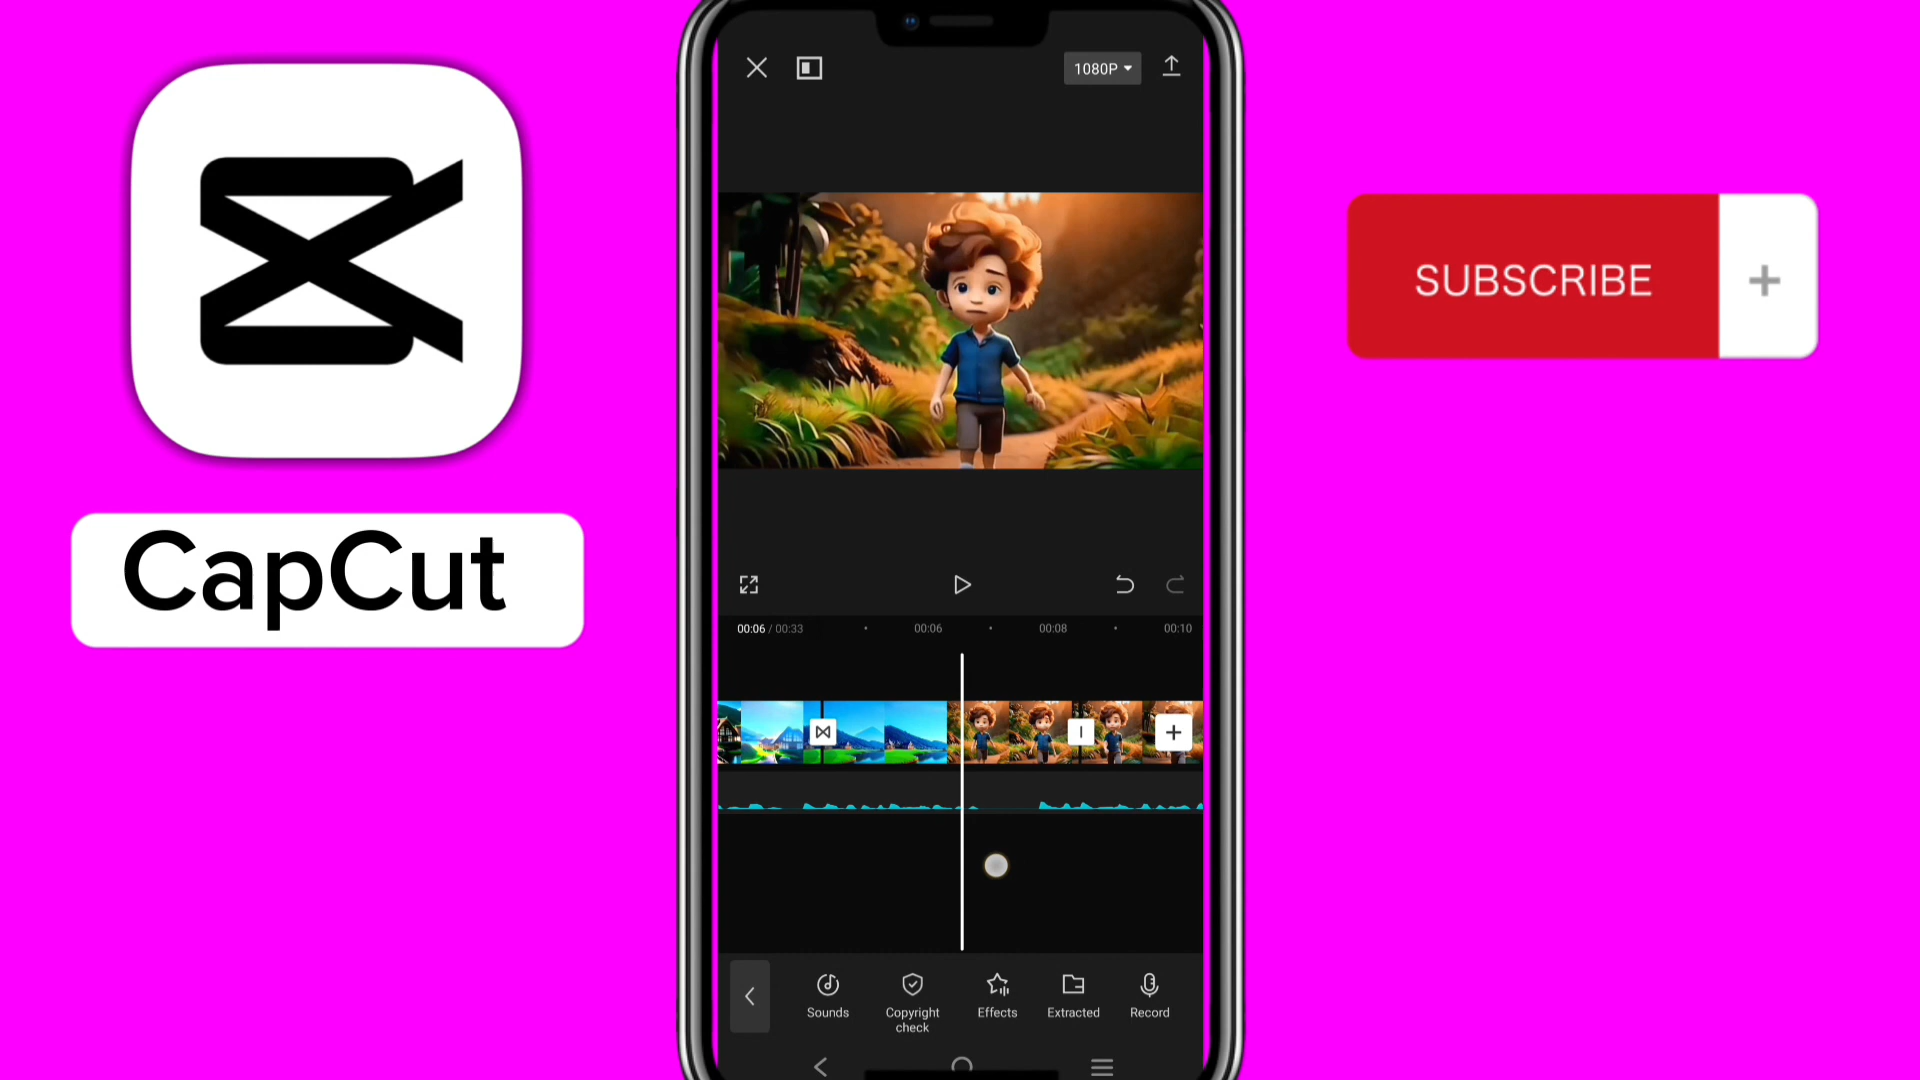 1080P
SUBSCRIBE
CapCut
00:06 / 00:33
00:06
00:08
00:10
Sounds
Copyright
check
Effects
Extracted
Record